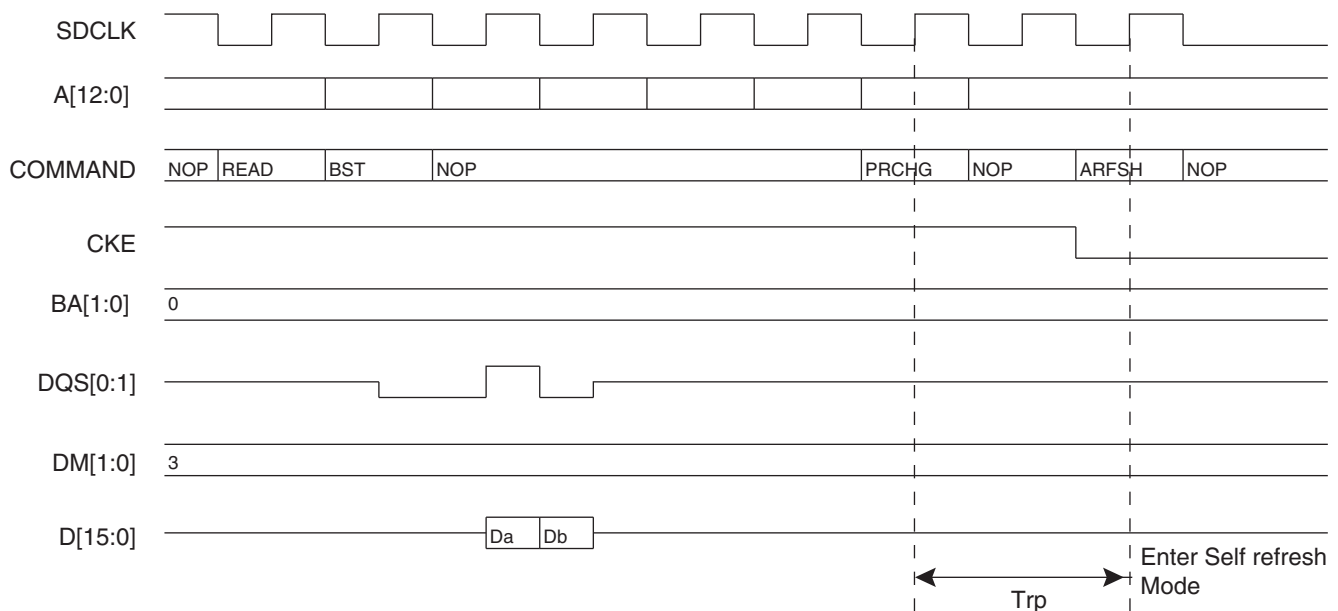 SDCLK
A[12:0]
COMMAND NOP READ BST NOP PRCHG NOP ARFSH NOP
CKE
BA[1:0] 0
DQS[0:1]
DM[1:0] 3
D[15:0] Da Db
Enter Self refresh
Mode
Trp